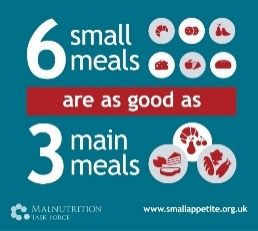 6 small
meals
are as good as
3 main
meals
MALNUTRITION
TASK FORCE
www.smallappetite.org.uk